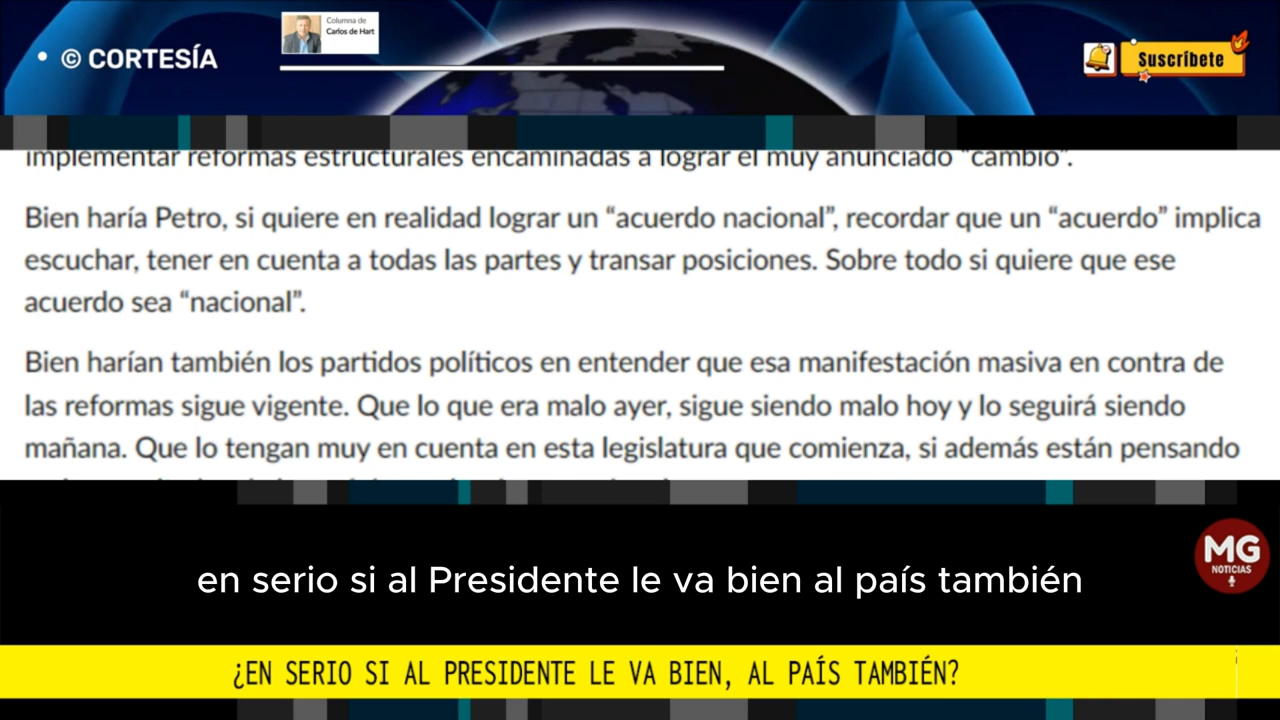 Columna de
Carlos de Hart
• © CORTESÍA
Suscríbete
implementar reformas estructurales encaminadas a lograr el muy anunciado “cambio”.
Bien haría Petro, si quiere en realidad lograr un “acuerdo nacional”, recordar que un “acuerdo” implica
escuchar, tener en cuenta a todas las partes y transar posiciones. Sobre todo si quiere que ese
acuerdo sea “nacional”.
Bien harían también los partidos políticos en entender que esa manifestación masiva en contra de
las reformas sigue vigente. Que lo que era malo ayer, sigue siendo malo hoy y lo seguirá siendo
mañana. Que lo tengan muy en cuenta en esta legislatura que comienza, si además están pensando
MG
NOTICIAS
en serio si al Presidente le va bien al país también
¿EN SERIO SI AL PRESIDENTE LE VA BIEN, AL PAÍS TAMBIÉN?